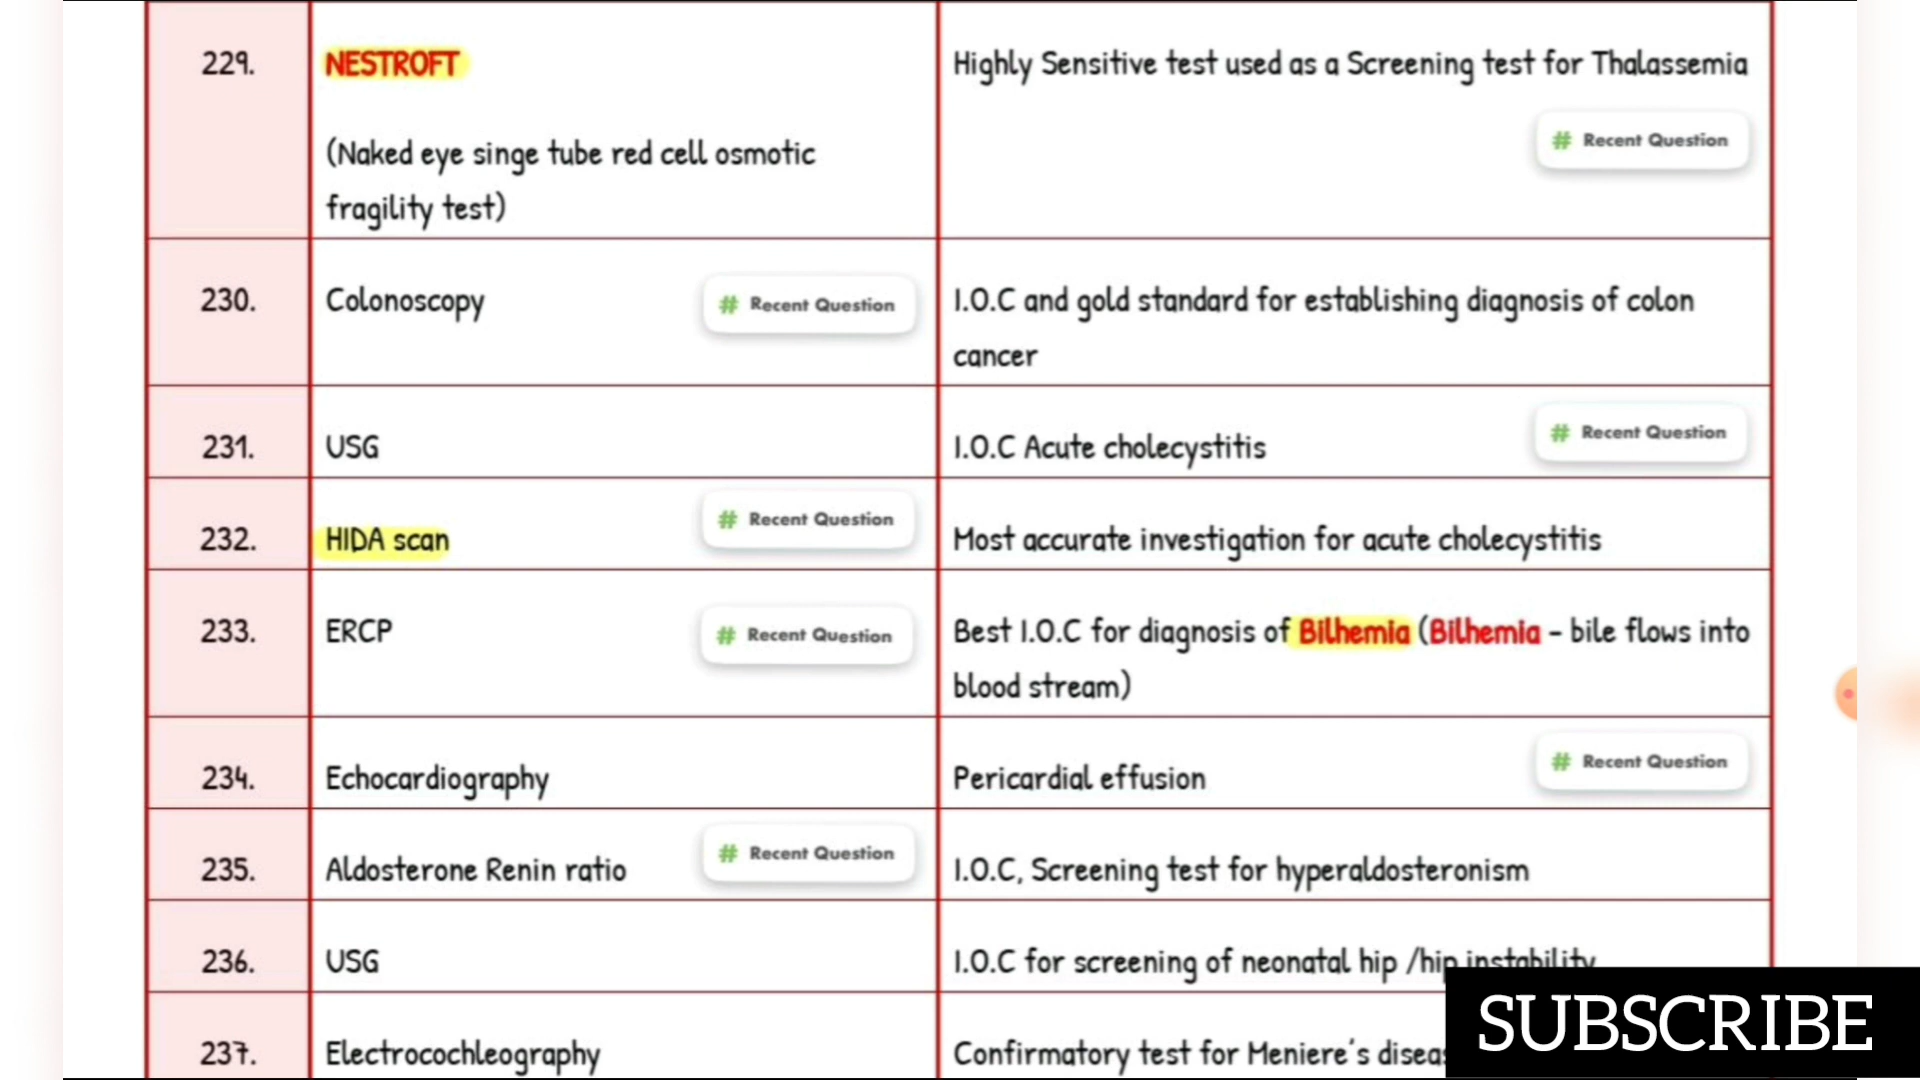 229. NESTROFT Highly Sensitive test used as a Screening test for Thalassemia
# Recent Question
(Naked eye singe tube red cell osmotic
fragility test)
230. Colonoscopy # Recent Question I.O.C and gold standard for establishing diagnosis of colon
cancer
231. USG I.O.C Acute cholecystitis # Recent Question
232. HIDA scan # Recent Question Most accurate investigation for acute cholecystitis
233. ERCP # Recent Question Best I.O.C for diagnosis of Bilhemia (Bilhemia - bile flows into
blood stream)
234. Echocardiography Pericardial effusion # Recent Question
235. Aldosterone Renin ratio # Recent Question I.O.C, Screening test for hyperaldosteronism
236. USG I.O.C for screening of neonatal hip /hip instability
237. Electrocochleography Confirmatory test for Meniere's
SUBSCRIBE